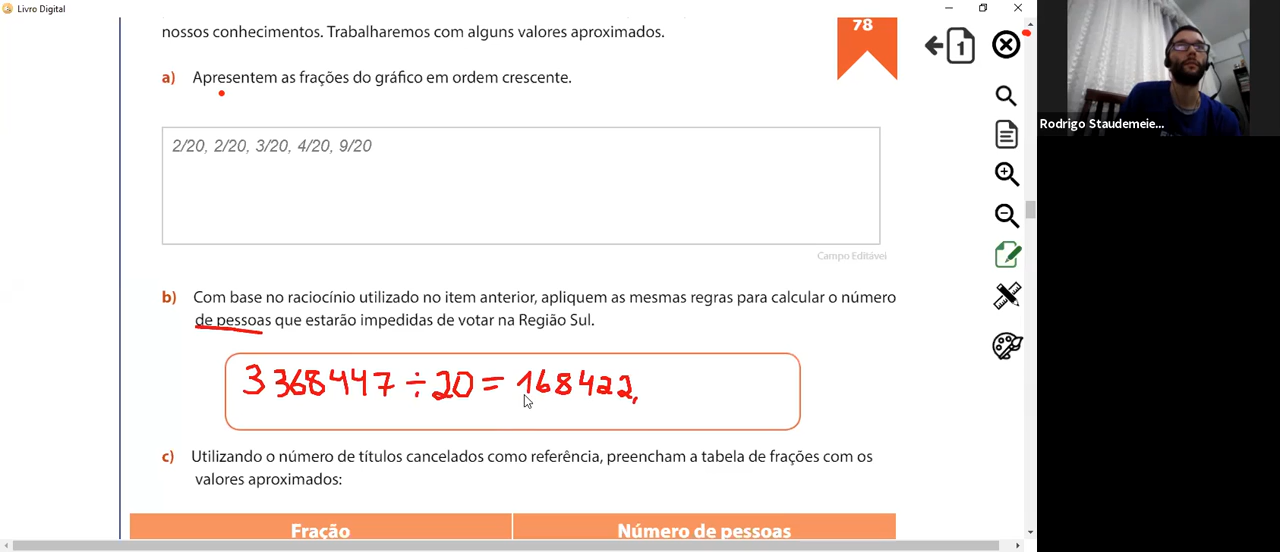 Livro Digital
nossos conhecimentos. Trabalharemos com alguns valores aproximados.
78
1
a) Apresentem as frações do gráfico em ordem crescente.
2/20, 2/20, 3/20, 4/20, 9/20
Campo Editável
b) Com base no raciocínio utilizado no item anterior, apliquem as mesmas regras para calcular o número
de pessoas que estarão impedidas de votar na Região Sul.
3 368447 ÷ 20 = 168422,
c) Utilizando o número de títulos cancelados como referência, preencham a tabela de frações com os
valores aproximados:
Fração
Número de pessoas
Rodrigo Staudemeie...